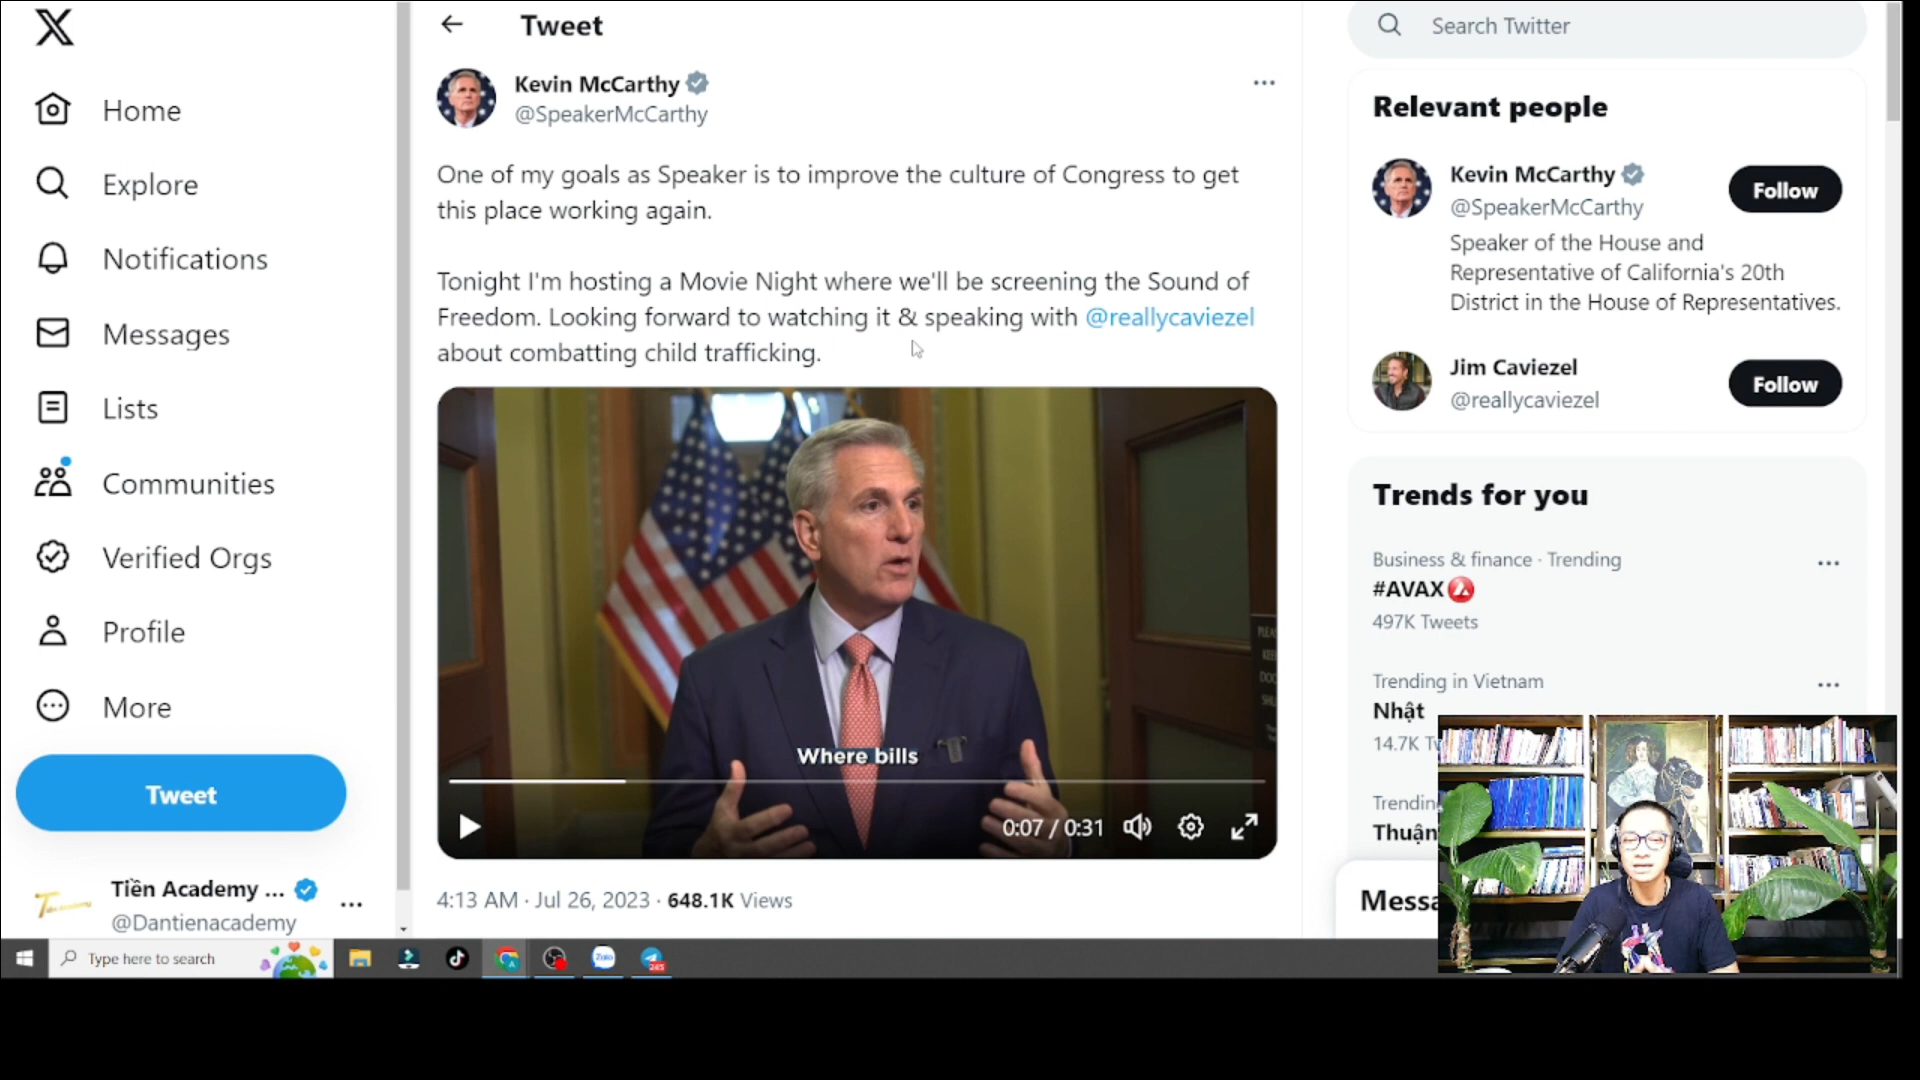 Home
Explore
Notifications
Messages
Lists
Communities
Verified Orgs
Profile
More
Tweet
Tiền Academy ...
@Dantienacademy
Tweet
Kevin McCarthy
@SpeakerMcCarthy
One of my goals as Speaker is to improve the culture of Congress to get
this place working again.
Tonight I'm hosting a Movie Night where we'll be screening the Sound of
Freedom. Looking forward to watching it & speaking with @reallycaviezel
about combatting child trafficking.
Where bills
0:07 / 0:31
4:13 AM · Jul 26, 2023 · 648.1K Views
Search Twitter
Relevant people
Kevin McCarthy
@SpeakerMcCarthy
Follow
Speaker of the House and
Representative of California's 20th
District in the House of Representatives.
Jim Caviezel
@reallycaviezel
Follow
Trends for you
Business & finance · Trending
#AVAX
497K Tweets
Trending in Vietnam
Nhật
14.7K
Trending
Thuận
Type here to search
Zalo